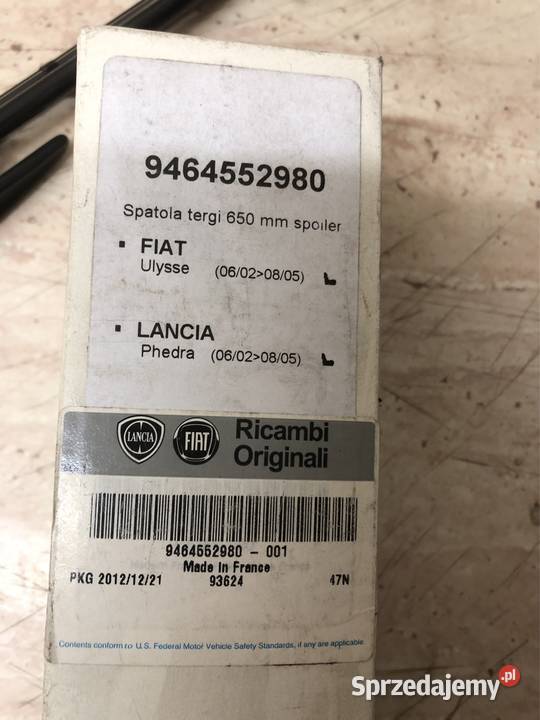 9464552980
Spatola tergi 650 mm spoiler
▪ FIAT
Ulysse (06/02>08/05)
▪ LANCIA
Phedra (06/02>08/05)
LANCIA FIAT Ricambi
Originali
9464552980 - 001
Made in France
PKG 2012/12/21 93624 47N
Contents conform to U.S. Federal Motor Vehicle Safety Standards, if any are applicable
Sprzedajemy.pl